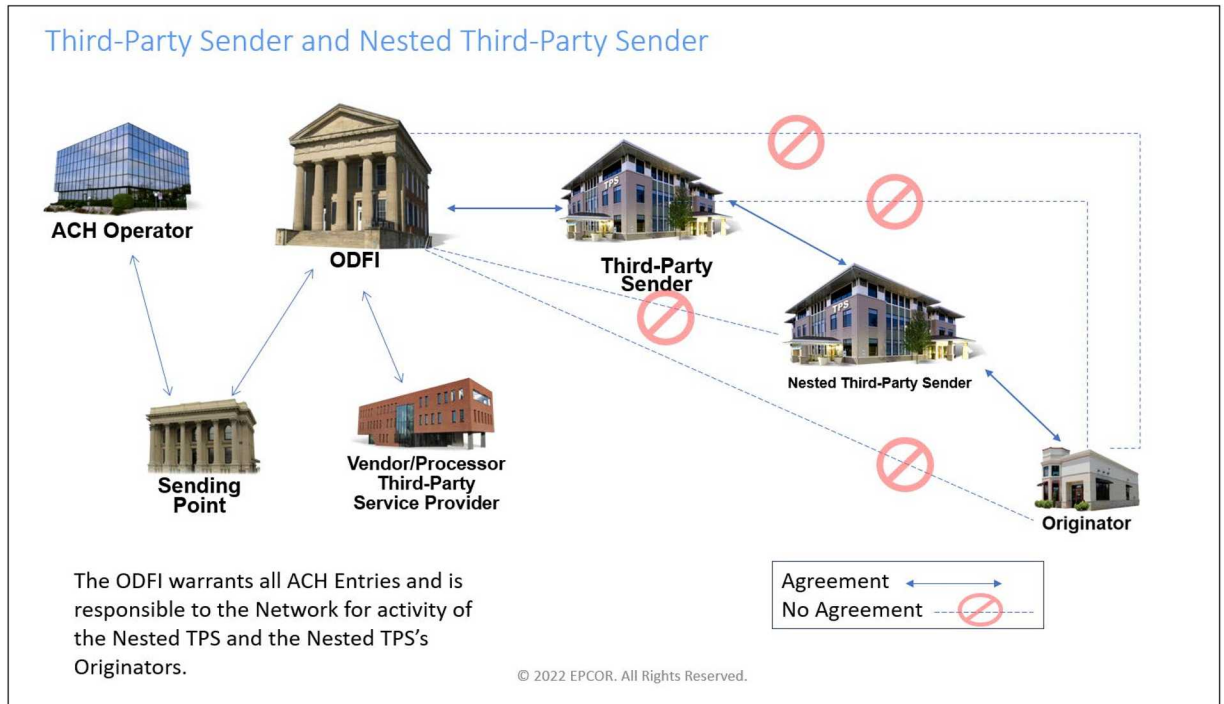 Third-Party Sender and Nested Third-Party Sender
ACH Operator
ODFI
TPS
Third-Party
Sender
TPS
Nested Third-Party Sender
Sending
Point
Vendor/Processor
Third-Party
Service Provider
Originator
The ODFI warrants all ACH Entries and is
responsible to the Network for activity of
the Nested TPS and the Nested TPS's
Originators.
Agreement
No Agreement
© 2022 EPCOR. All Rights Reserved.